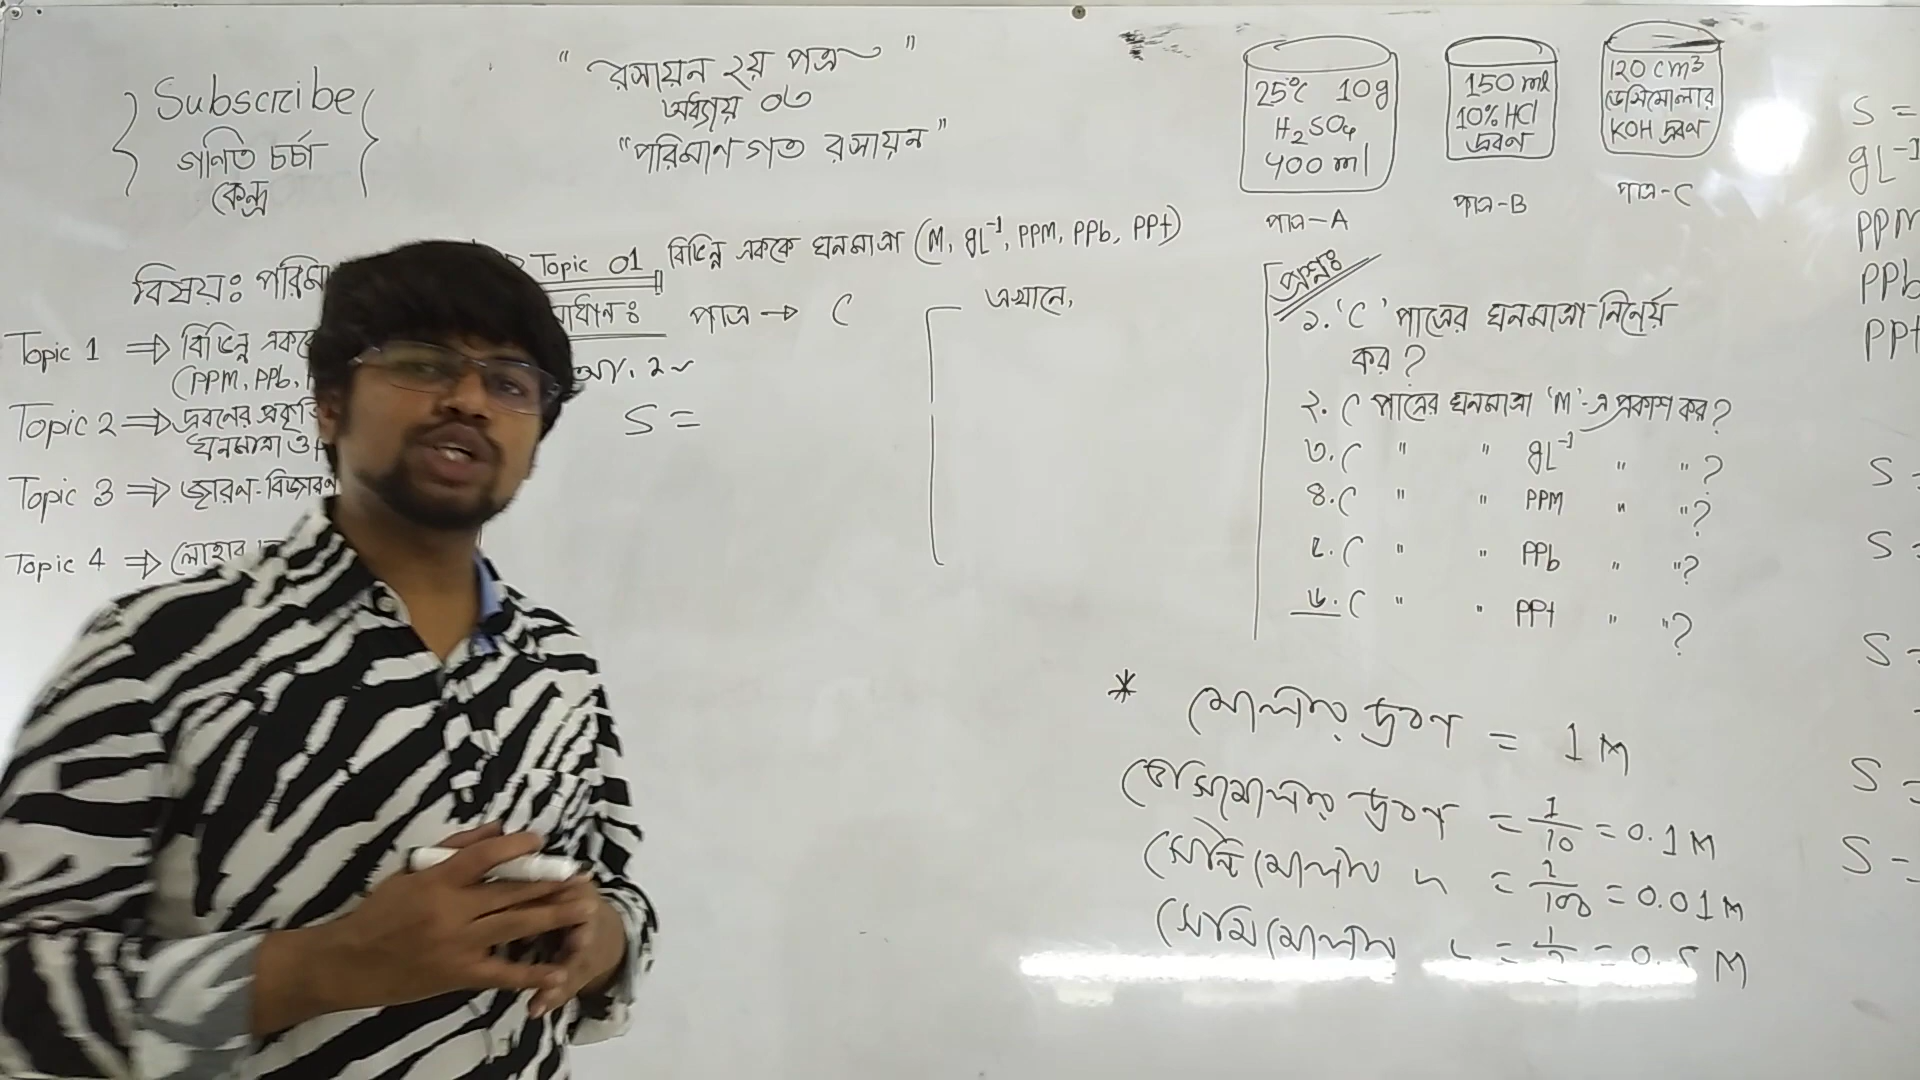 Subscribe
গণিত চর্চা
কেন্দ্র
" রসায়ন ২য় পত্র "
অধ্যায় ০৩
"পরিমাণগত রসায়ন"
বিষয়ঃ পরিমা
Topic 1 ⇒ বিভিন্ন একক
(PPM, PPb,
Topic 2 ⇒ দ্রবনের প্রকৃতি
ঘনমাত্রা ও
Topic 3 ⇒ জারণ-বিজারণ
Topic 4 ⇒ লোহার
Topic 01 বিভিন্ন এককে ঘনমাত্রা (M, gL⁻¹, PPM, PPb, PPt)
াধানঃ পাত্র → C
এখানে,
S =
25°C 10g
H₂SO₄
400 ml
পাত্র-A
150 ml
10% HCl
দ্রবণ
পাত্র-B
120 cm³
ডেসিমোলার
KOH দ্রবণ
পাত্র-C
প্রশ্নঃ
১. 'C' পাত্রের ঘনমাত্রা নির্নেয়
কর ?
২. C পাত্রের ঘনমাত্রা 'M'-এ প্রকাশ কর ?
৩. C " " gL⁻¹ " " ?
৪. C " " PPM " " ?
৫. C " " PPb " " ?
৬. C " " PPt " " ?
* মোলার দ্রবণ = 1 M
ডেসিমোলার দ্রবণ = 1/10 = 0.1 M
সেন্টিমোলার " = 1/100 = 0.01 M
সেমিমোলার " = 1/2 = 0.5 M
S =
gL⁻¹
PPM
PPb
PPt
S =
S =
S =
S =
S =